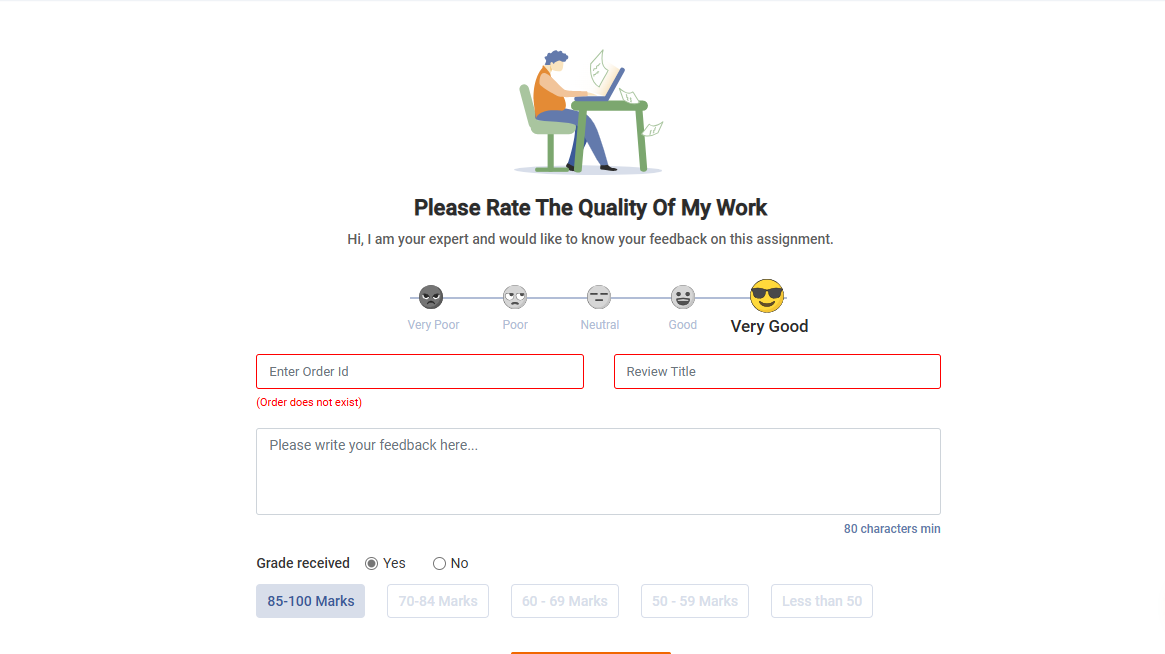 Please Rate The Quality Of My Work
Hi, I am your expert and would like to know your feedback on this assignment.
Very Poor Poor Neutral Good Very Good
Enter Order Id Review Title
(Order does not exist)
Please write your feedback here...
80 characters min
Grade received Yes No
85-100 Marks 70-84 Marks 60 - 69 Marks 50 - 59 Marks Less than 50